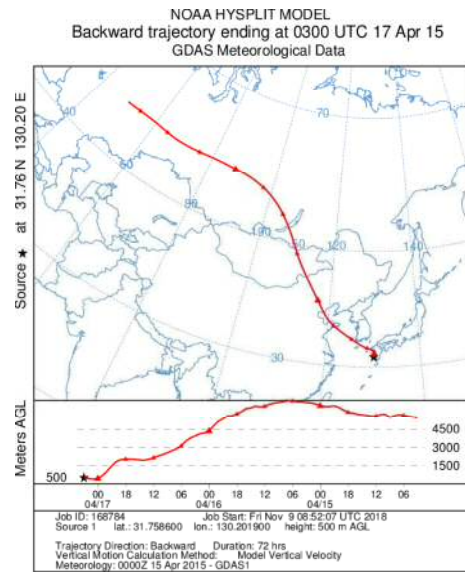 NOAA HYSPLIT MODEL
Backward trajectory ending at 0300 UTC 17 Apr 15
GDAS Meteorological Data
Source ★ at 31.76 N 130.20 E
40
70
60
80
100
50
120
140
30
Meters AGL
500
4500
3000
1500
00 18 12 06 00 18 12 06 00 18 12 06
04/17 04/16 04/15
Job ID: 168784 Job Start: Fri Nov 9 08:52:07 UTC 2018
Source 1 lat.: 31.758600 lon.: 130.201900 height: 500 m AGL
Trajectory Direction: Backward Duration: 72 hrs
Vertical Motion Calculation Method: Model Vertical Velocity
Meteorology: 0000Z 15 Apr 2015 - GDAS1